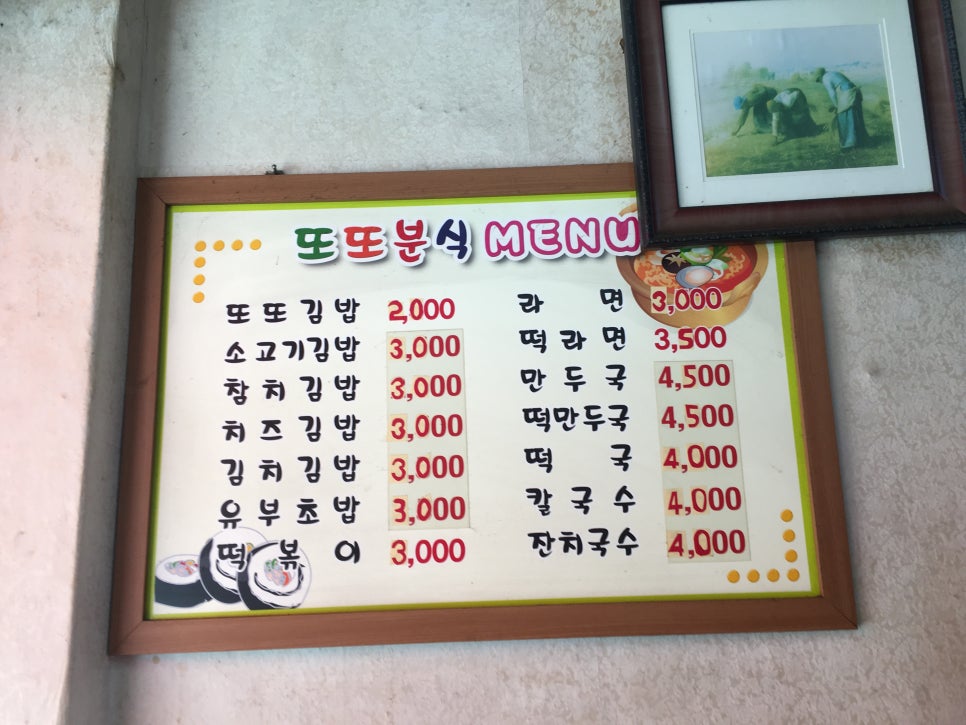 또또분식 MENU
또또김밥 2,000
소고기김밥 3,000
참치김밥 3,000
치즈김밥 3,000
김치김밥 3,000
유부초밥 3,000
떡볶이 3,000
라면 3,000
떡라면 3,500
만두국 4,500
떡만두국 4,500
떡국 4,000
칼국수 4,000
잔치국수 4,000